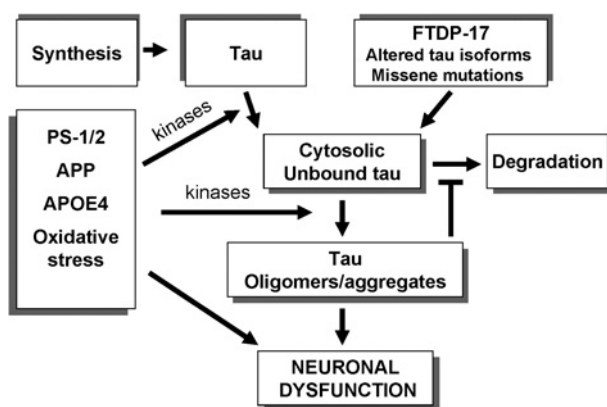 Synthesis
Tau
FTDP-17
Altered tau isoforms
Missene mutations
kinases
PS-1/2
APP
APOE4
Oxidative
stress
Cytosolic
Unbound tau
Degradation
kinases
Tau
Oligomers/aggregates
NEURONAL
DYSFUNCTION